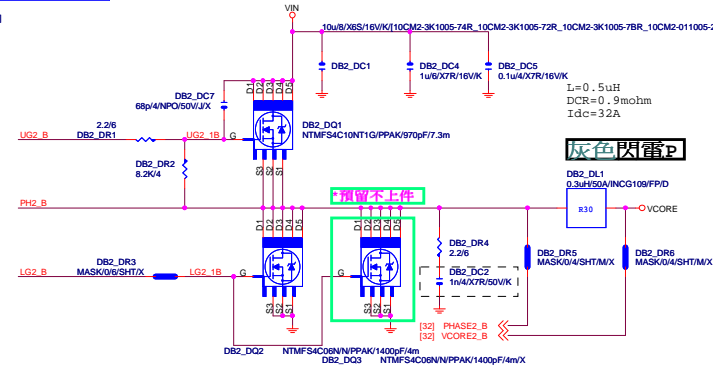 VIN
10u/8/X6S/16V/K/[10CM2-3K1005-74R_10CM2-3K1005-72R_10CM2-3K1005-7BR_10CM2-011005-2
DB2_DC1
DB2_DC4
1u/6/X7R/16V/K
DB2_DC5
0.1u/4/X7R/16V/K
DB2_DC7
68p/4/NPO/50V/J/X
D1
D2
D3
D4
D5
L=0.5uH
DCR=0.9mohm
Idc=32A
DB2_DQ1
NTMFS4C10NT1G/PPAK/970pF/7.3m
2.2/6
UG2_B
DB2_DR1
UG2_1B
G
灰色閃電P
S3
S2
S1
DB2_DR2
8.2K/4
DB2_DL1
0.3uH/50A/INCG109/FP/D
*預留不上件
PH2_B
R30
VCORE
D1
D2
D3
D4
D5
D1
D2
D3
D4
D5
DB2_DR3
MASK/0/6/SHT/X
LG2_B
LG2_1B
G
G
DB2_DR4
2.2/6
DB2_DC2
1n/4/X7R/50V/K
DB2_DR5
MASK/0/4/SHT/M/X
DB2_DR6
MASK/0/4/SHT/M/X
S3
S2
S1
S3
S2
S1
[32] PHASE2_B
[32] VCORE2_B
DB2_DQ2
NTMFS4C06N/N/PPAK/1400pF/4m
DB2_DQ3
NTMFS4C06N/N/PPAK/1400pF/4m/X